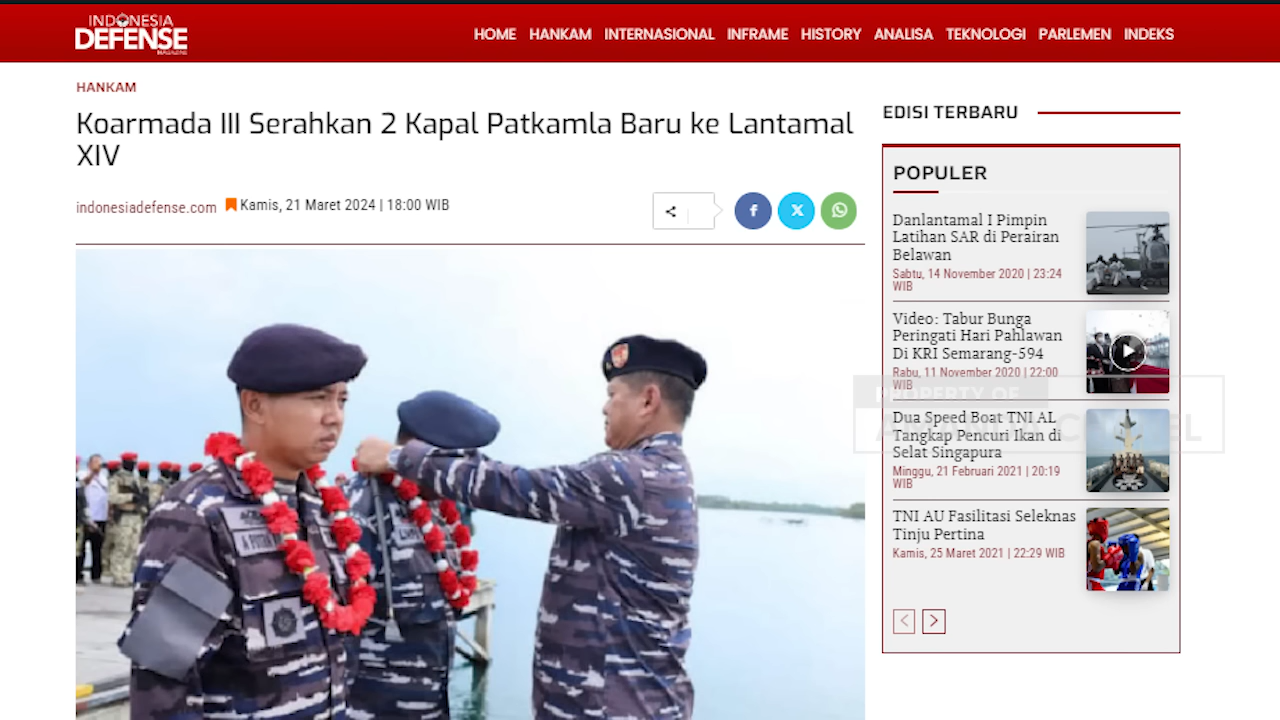 INDONESIA
DEFENSE
MAGAZINE
HOME HANKAM INTERNASIONAL INFRAME HISTORY ANALISA TEKNOLOGI PARLEMEN INDEKS
HANKAM
Koarmada III Serahkan 2 Kapal Patkamla Baru ke Lantamal
XIV
indonesiadefense.com Kamis, 21 Maret 2024 | 18:00 WIB
EDISI TERBARU
POPULER
Danlantamal I Pimpin
Latihan SAR di Perairan
Belawan
Sabtu, 14 November 2020 | 23:24
WIB
Video: Tabur Bunga
Peringati Hari Pahlawan
Di KRI Semarang-594
Rabu, 11 November 2020 | 22:00
WIB
PROPERTY OF
Dua Speed Boat TNI AL
Tangkap Pencuri Ikan di
Selat Singapura
Minggu, 21 Februari 2021 | 20:19
WIB
TNI AU Fasilitasi Seleknas
Tinju Pertina
Kamis, 25 Maret 2021 | 22:29 WIB